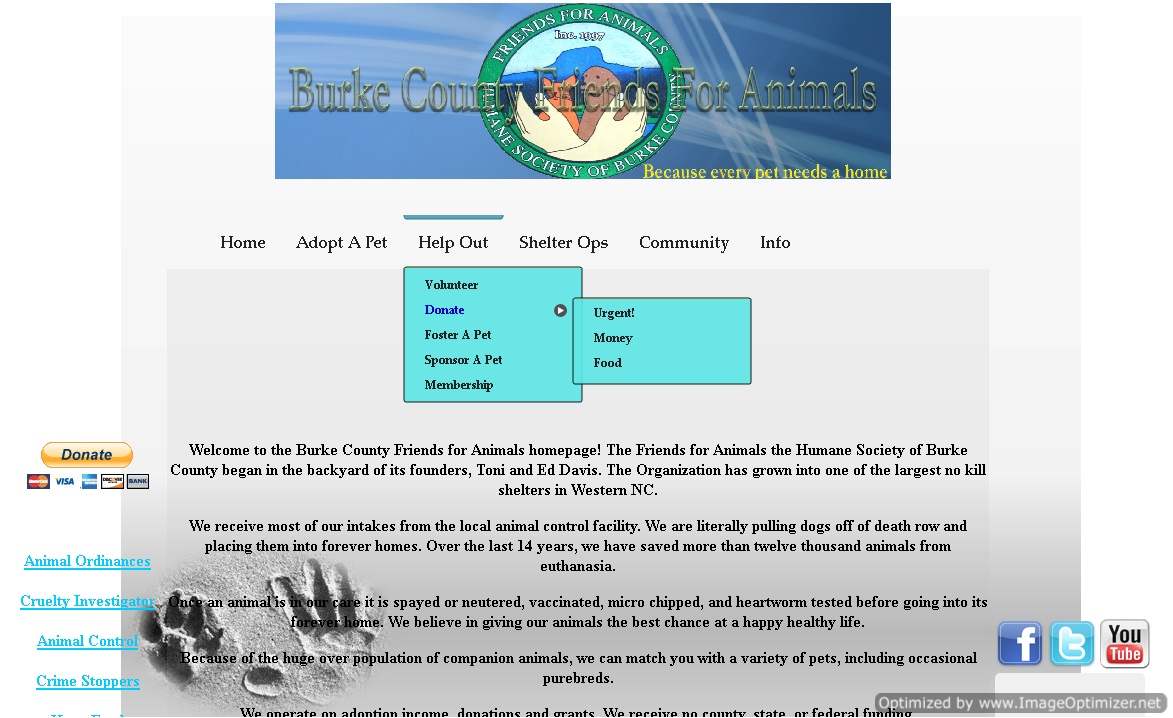 FRIENDS FOR ANIMALS
Inc. 1997
Burke County Friends For Animals
HUMANE SOCIETY OF BURKE COUNTY
Because every pet needs a home
Home Adopt A Pet Help Out Shelter Ops Community Info
Volunteer
Donate
Foster A Pet
Sponsor A Pet
Membership
Urgent!
Money
Food
Donate
VISA
DISCOVER
BANK
Animal Ordinances
Cruelty Investigator
Animal Control
Crime Stoppers
Welcome to the Burke County Friends for Animals homepage! The Friends for Animals the Humane Society of Burke
County began in the backyard of its founders, Toni and Ed Davis. The Organization has grown into one of the largest no kill
shelters in Western NC.
We receive most of our intakes from the local animal control facility. We are literally pulling dogs off of death row and
placing them into forever homes. Over the last 14 years, we have saved more than twelve thousand animals from
euthanasia.
Once an animal is in our care it is spayed or neutered, vaccinated, micro chipped, and heartworm tested before going into its
forever home. We believe in giving our animals the best chance at a happy healthy life.
Because of the huge over population of companion animals, we can match you with a variety of pets, including occasional
purebreds.
We operate on adoption income, donations and grants. We receive no county, state, or federal funding.
f
t
You
Tube
Optimized by www.ImageOptimizer.net